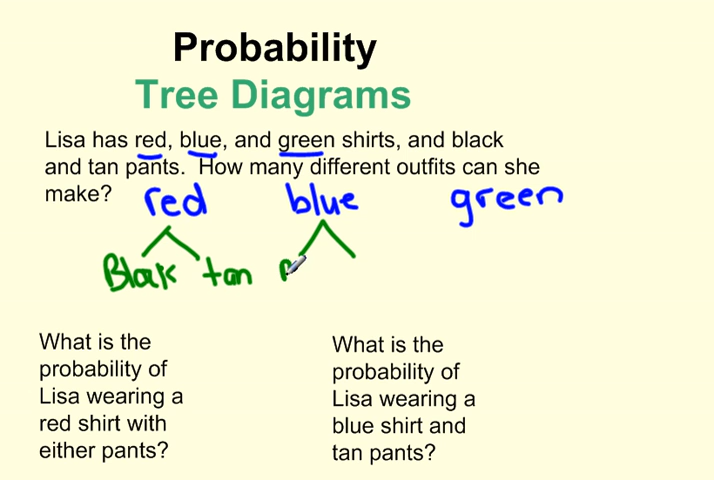 Probability
Tree Diagrams
Lisa has red, blue, and green shirts, and black
and tan pants. How many different outfits can she
make?
red blue green
Black tan
What is the
probability of
Lisa wearing a
red shirt with
either pants?
What is the
probability of
Lisa wearing a
blue shirt and
tan pants?